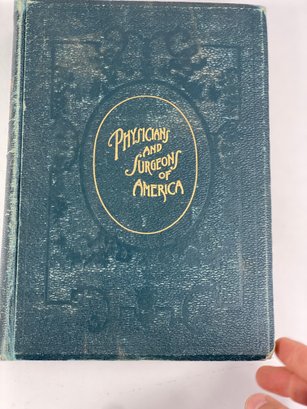 PHYSICIANS
AND
SURGEONS
OF
AMERICA